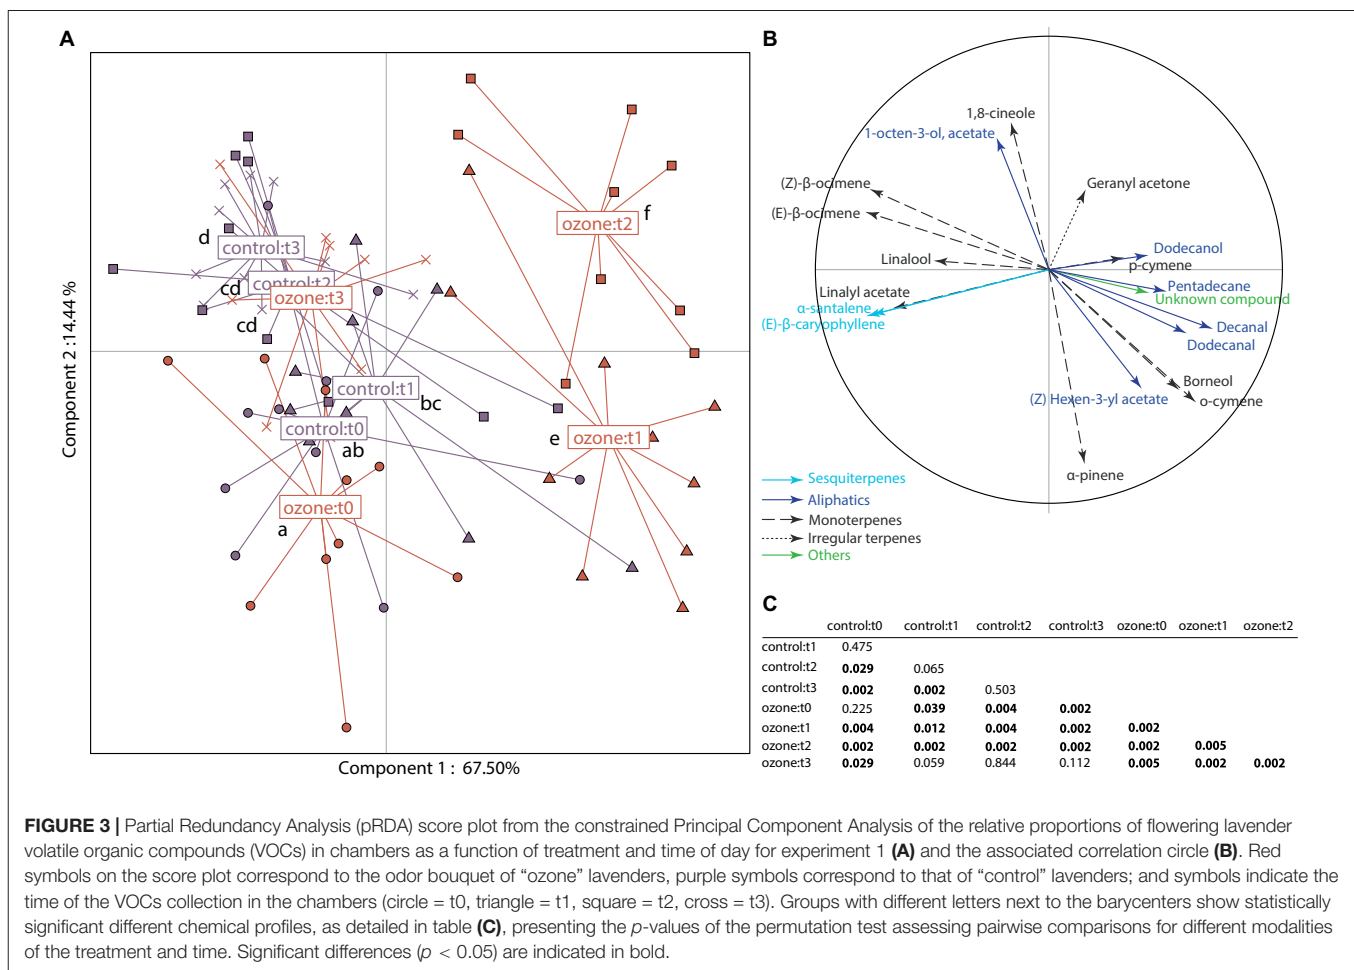 A
Component 2 :14.44 %
Component 1 : 67.50%
ozone:t2
f
d
control:t3
control:t2
cd
ozone:t3
cd
control:t1
bc
control:t0
ab
e
ozone:t1
ozone:t0
a
B
1,8-cineole
1-octen-3-ol, acetate
(Z)-β-ocimene
Geranyl acetone
(E)-β-ocimene
Dodecanol
Linalool
p-cymene
Linalyl acetate
Pentadecane
α-santalene
Unknown compound
(E)-β-caryophyllene
Decanal
Dodecanal
Borneol
(Z) Hexen-3-yl acetate
o-cymene
α-pinene
Sesquiterpenes
Aliphatics
Monoterpenes
Irregular terpenes
Others
C
control:t0 control:t1 control:t2 control:t3 ozone:t0 ozone:t1 ozone:t2
control:t1 0.475
control:t2 0.029 0.065
control:t3 0.002 0.002 0.503
ozone:t0 0.225 0.039 0.004 0.002
ozone:t1 0.004 0.012 0.004 0.002 0.002
ozone:t2 0.002 0.002 0.002 0.002 0.002 0.005
ozone:t3 0.029 0.059 0.844 0.112 0.005 0.002 0.002
FIGURE 3 | Partial Redundancy Analysis (pRDA) score plot from the constrained Principal Component Analysis of the relative proportions of flowering lavender
volatile organic compounds (VOCs) in chambers as a function of treatment and time of day for experiment 1 (A) and the associated correlation circle (B). Red
symbols on the score plot correspond to the odor bouquet of “ozone” lavenders, purple symbols correspond to that of “control” lavenders; and symbols indicate the
time of the VOCs collection in the chambers (circle = t0, triangle = t1, square = t2, cross = t3). Groups with different letters next to the barycenters show statistically
significant different chemical profiles, as detailed in table (C), presenting the p-values of the permutation test assessing pairwise comparisons for different modalities
of the treatment and time. Significant differences (p < 0.05) are indicated in bold.